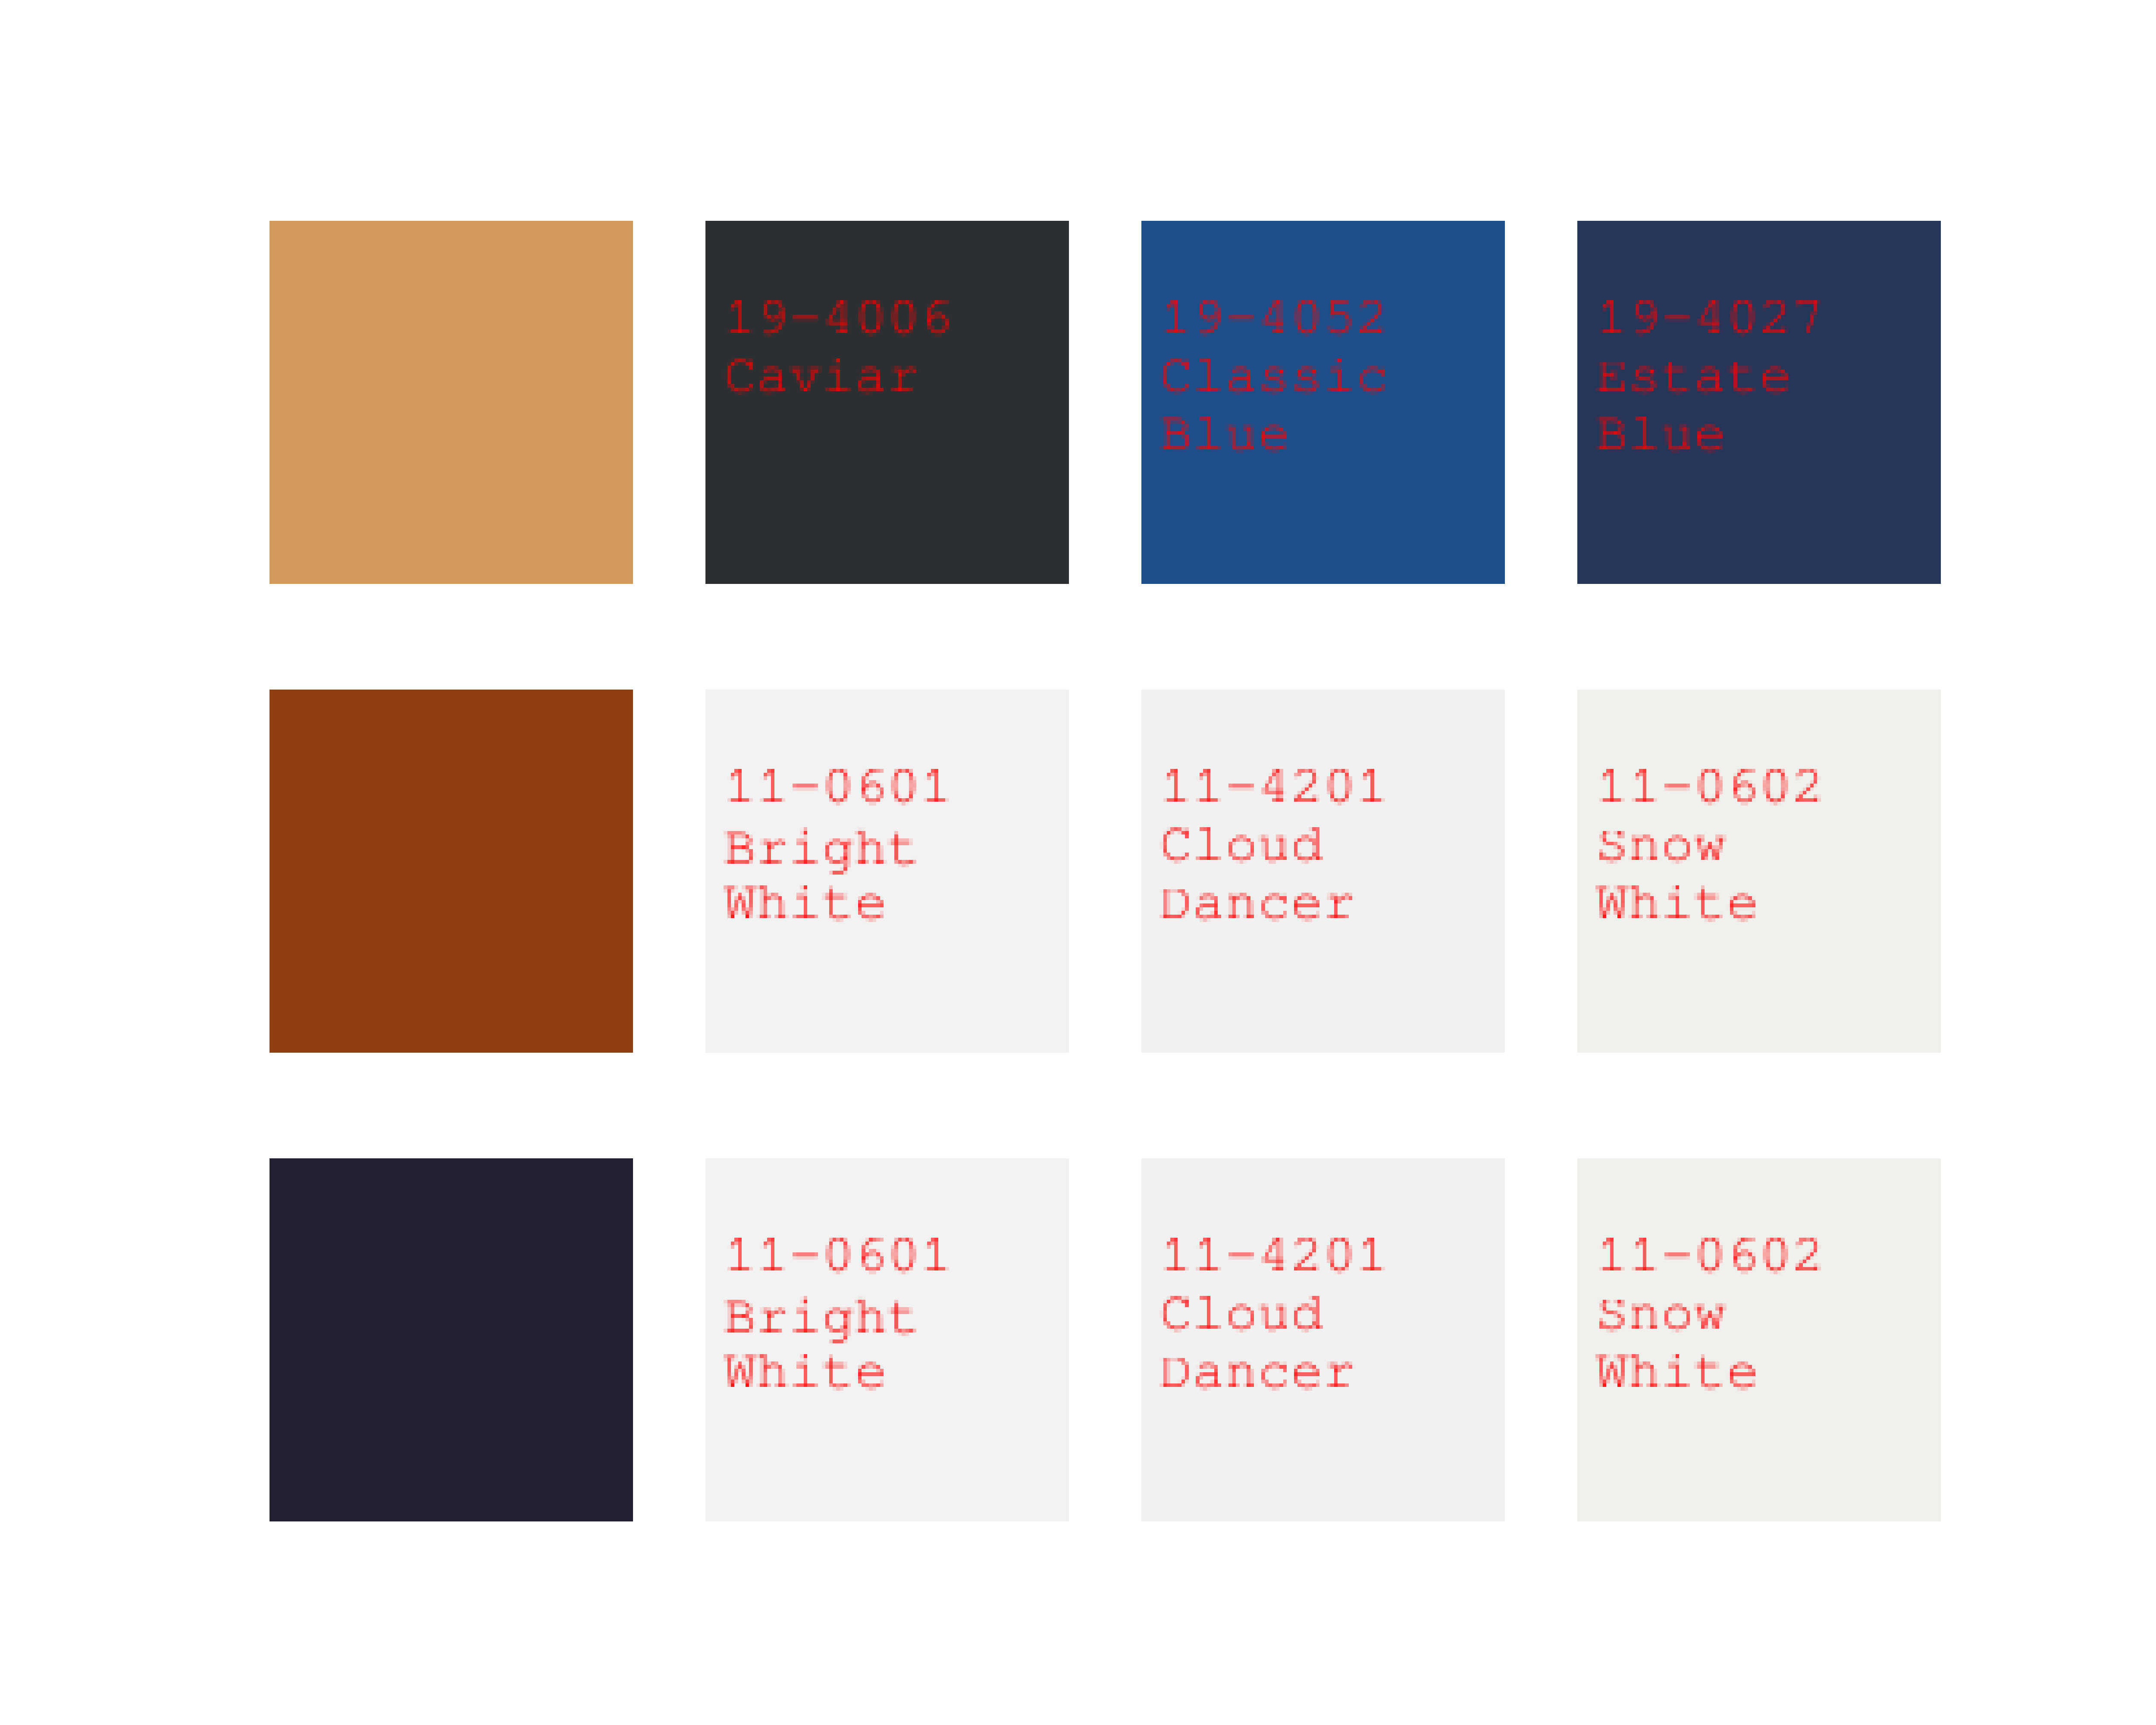 19-4006
Caviar
19-4052
Classic
Blue
19-4027
Estate
Blue
11-0601
Bright
White
11-4201
Cloud
Dancer
11-0602
Snow
White
11-0601
Bright
White
11-4201
Cloud
Dancer
11-0602
Snow
White